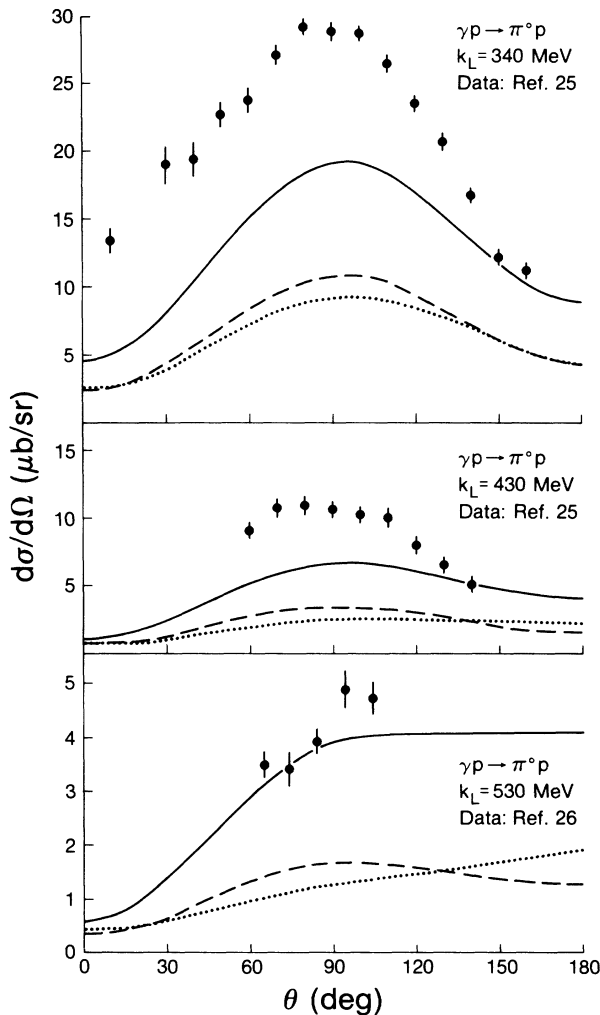 30
25
20
15
10
5
γp → π°p
k_L = 340 MeV
Data: Ref. 25
15
10
5
γp → π°p
k_L = 430 MeV
Data: Ref. 25
dσ/dΩ (μb/sr)
5
4
3
2
1
0
γp → π°p
k_L = 530 MeV
Data: Ref. 26
0 30 60 90 120 150 180
θ (deg)